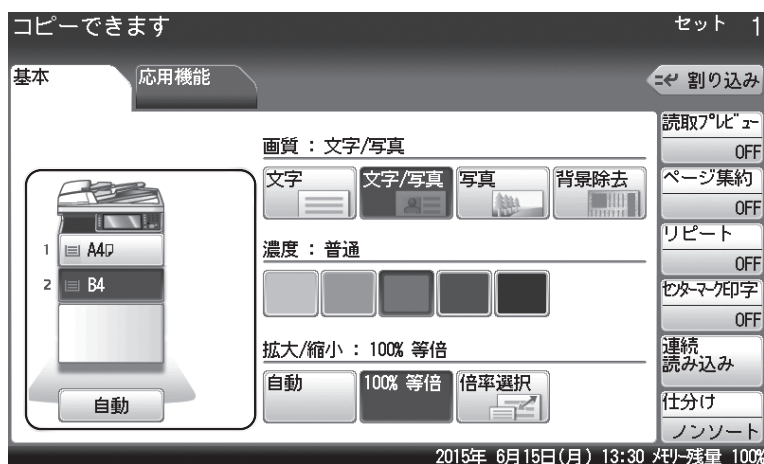 コピーできます
セット 1
基本
応用機能
割り込み
画質 : 文字/写真
文字
文字/写真
写真
背景除去
1 A4
2 B4
自動
濃度 : 普通
拡大/縮小 : 100% 等倍
自動
100% 等倍
倍率選択
読取プレビュー
OFF
ページ集約
OFF
リピート
OFF
センターマーク印字
OFF
連続
読み込み
仕分け
ノンソート
2015年 6月15日(月) 13:30 メモリー残量 100%